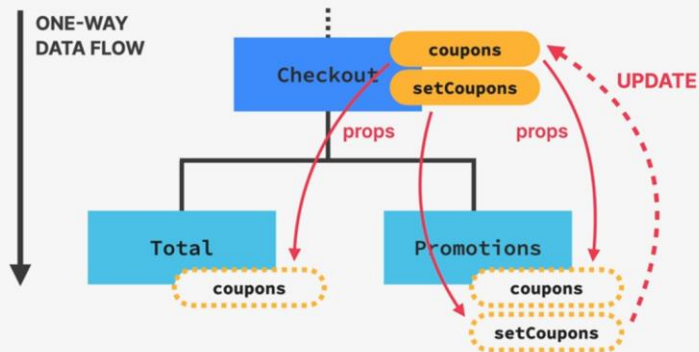 ONE-WAY
DATA FLOW
coupons
Checkout
setCoupons
UPDATE
props
props
Total
Promotions
coupons
coupons
setCoupons